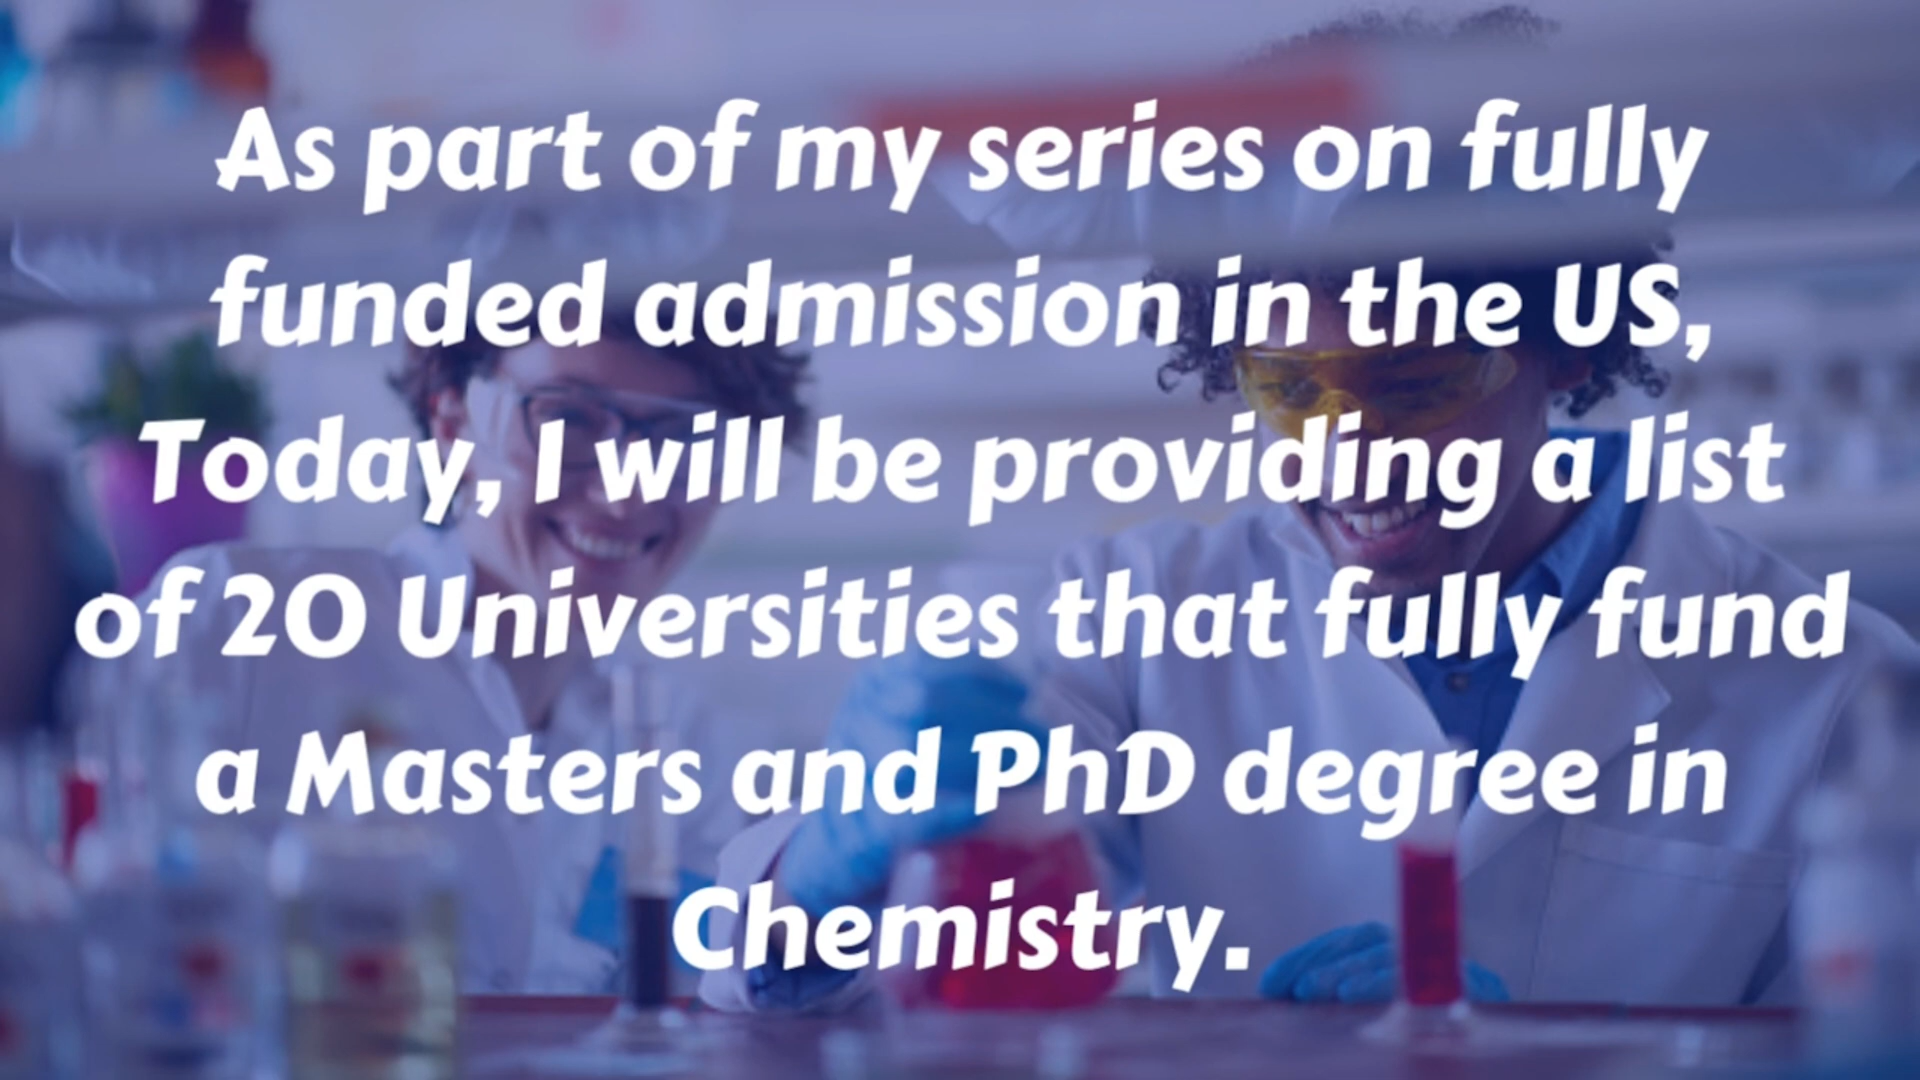 As part of my series on fully
funded admission in the US,
Today, I will be providing a list
of 20 Universities that fully fund
a Masters and PhD degree in
Chemistry.